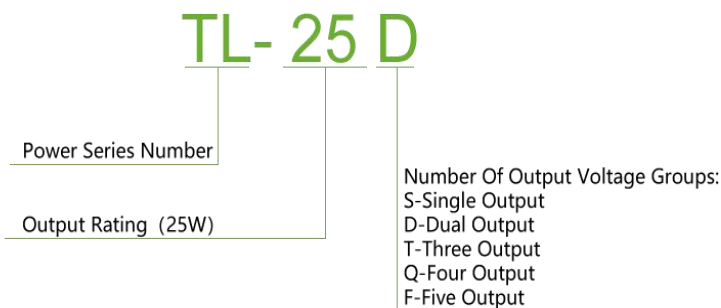 TL- 25 D
Power Series Number
Output Rating (25W)
Number Of Output Voltage Groups:
S-Single Output
D-Dual Output
T-Three Output
Q-Four Output
F-Five Output